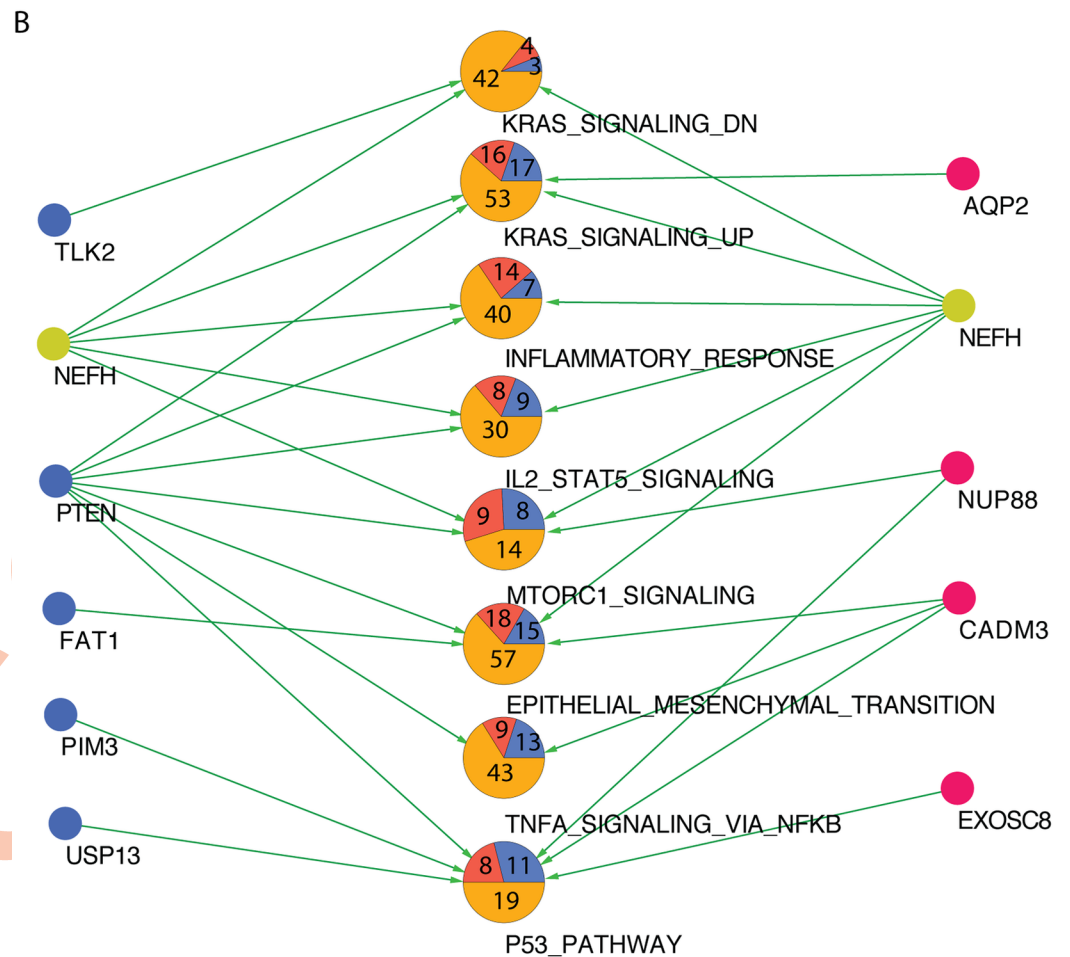 B
4
3
42
KRAS_SIGNALING_DN
16
17
53
KRAS_SIGNALING_UP
AQP2
TLK2
14
7
40
INFLAMMATORY_RESPONSE
NEFH
NEFH
8
9
30
IL2_STAT5_SIGNALING
PTEN
NUP88
9
8
14
MTORC1_SIGNALING
FAT1
CADM3
18
15
57
EPITHELIAL_MESENCHYMAL_TRANSITION
PIM3
9
13
43
TNFA_SIGNALING_VIA_NFKB
USP13
EXOSC8
8
11
19
P53_PATHWAY